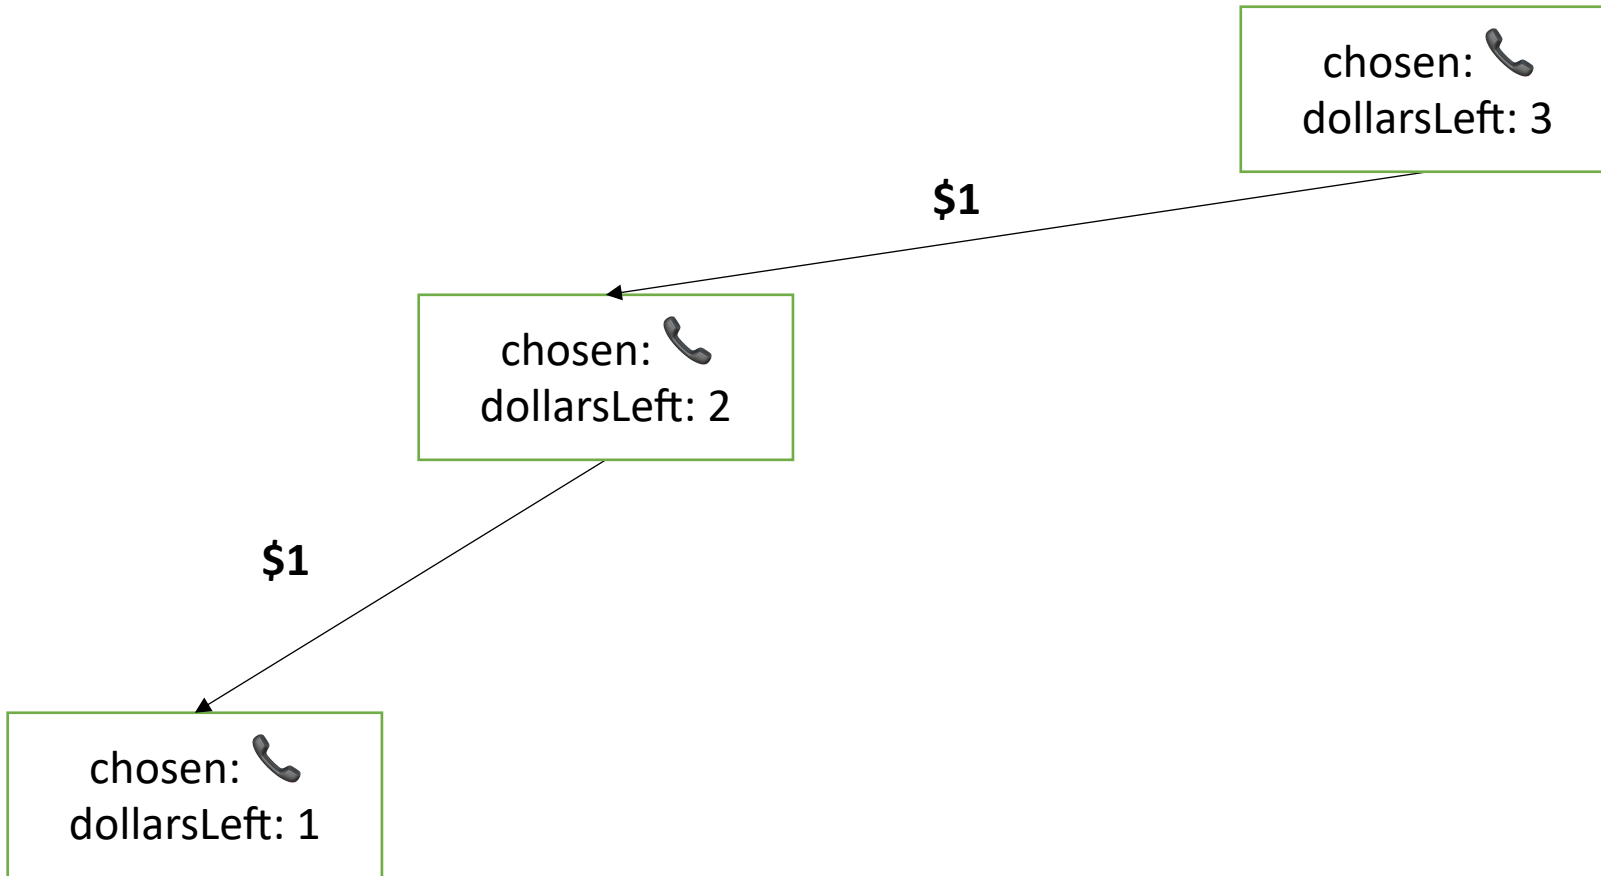 chosen: 📞
dollarsLeft: 3
$1
chosen: 📞
dollarsLeft: 2
$1
chosen: 📞
dollarsLeft: 1